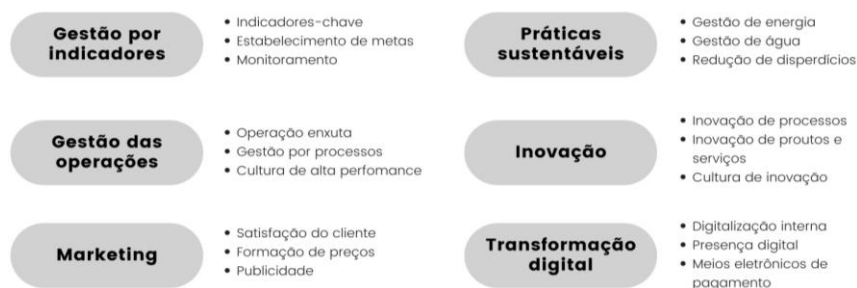 Gestão por
indicadores
• Indicadores-chave
• Estabelecimento de metas
• Monitoramento
Práticas
sustentáveis
• Gestão de energia
• Gestão de água
• Redução de disperdícios
Gestão das
operações
• Operação enxuta
• Gestão por processos
• Cultura de alta perfomance
Inovação
• Inovação de processos
• Inovação de proutos e
serviços
• Cultura de inovação
Marketing
• Satisfação do cliente
• Formação de preços
• Publicidade
Transformação
digital
• Digitalização interna
• Presença digital
• Meios eletrônicos de
pagamento